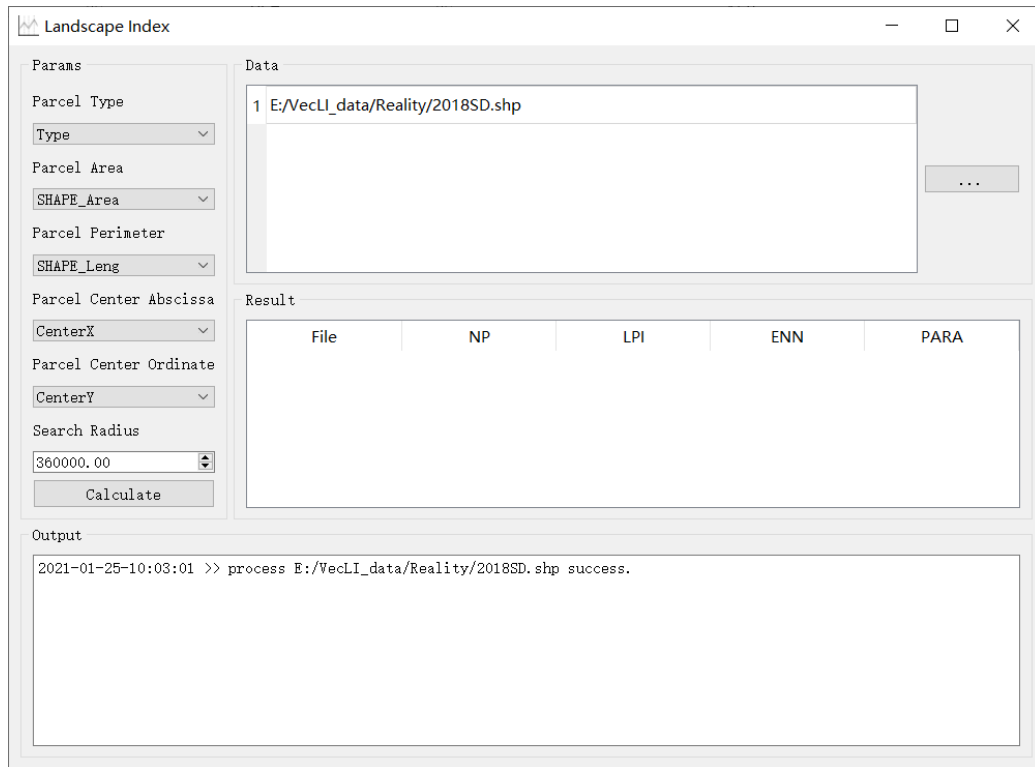 Landscape Index
Params
Parcel Type
Type
Parcel Area
SHAPE_Area
Parcel Perimeter
SHAPE_Leng
Parcel Center Abscissa
CenterX
Parcel Center Ordinate
CenterY
Search Radius
360000.00
Calculate
Data
1 E:/VecLI_data/Reality/2018SD.shp
...
Result
File NP LPI ENN PARA
Output
2021-01-25-10:03:01 >> process E:/VecLI_data/Reality/2018SD.shp success.